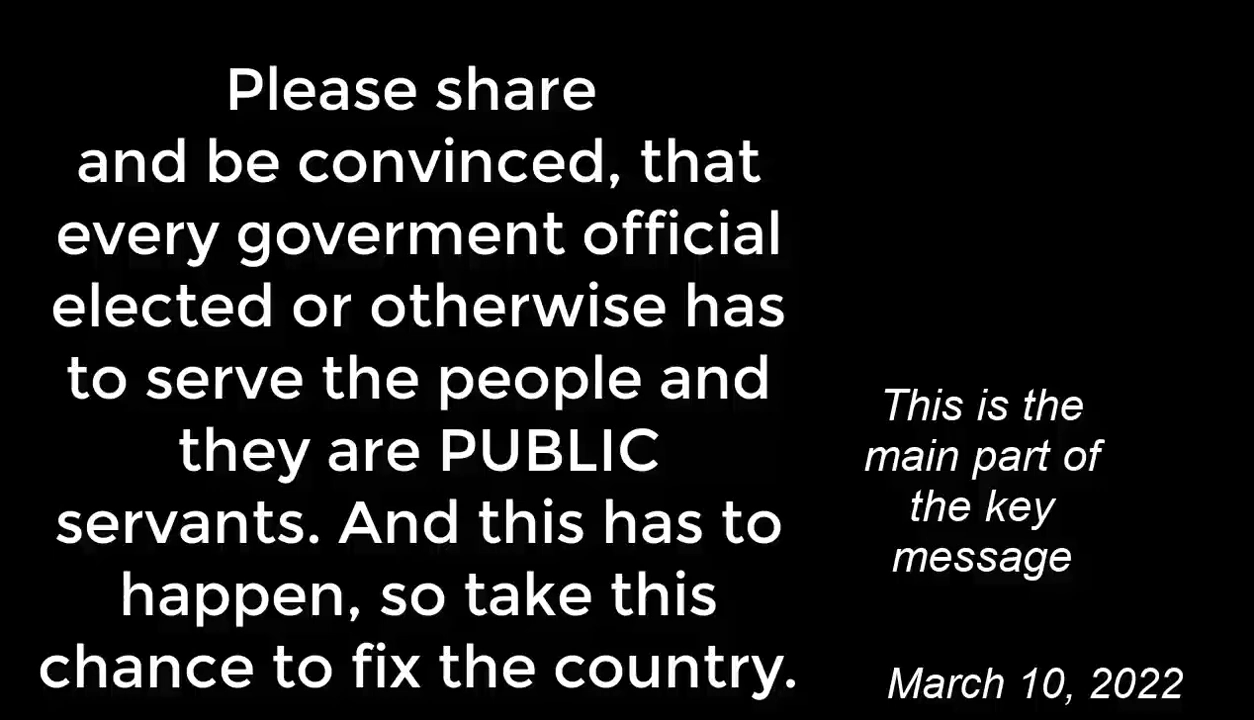 Please share
and be convinced, that
every goverment official
elected or otherwise has
to serve the people and
they are PUBLIC
servants. And this has to
happen, so take this
chance to fix the country.
This is the
main part of
the key
message
March 10, 2022